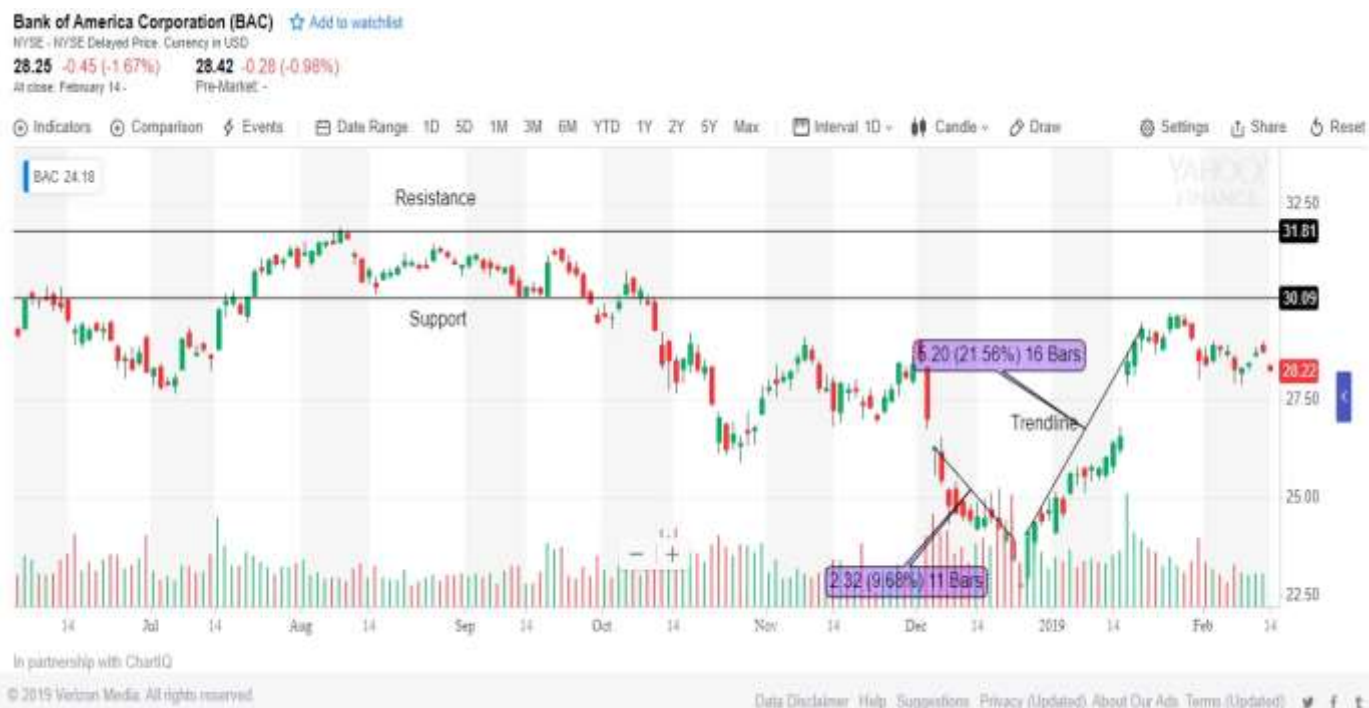 Bank of America Corporation (BAC) Add to watchlist
NYSE - NYSE Delayed Price. Currency in USD
28.25 -0.45 (-1.67%) 28.42 -0.28 (-0.98%)
At close: February 14 - Pre-Market: -
Indicators Comparison Events Date Range 1D 5D 1M 3M 6M YTD 1Y 2Y 5Y Max Interval 1D Candle Draw Settings Share Reset
BAC 24.18
YAHOO
FINANCE
Resistance
32.50
31.81
30.09
Support
5.20 (21.56%) 16 Bars
28.22
27.50
Trendline
25.00
2.32 (9.68%) 11 Bars
22.50
14 Jul 14 Aug 14 Sep 14 Oct 14 Nov 14 Dec 14 2019 14 Feb 14
In partnership with ChartIQ
© 2019 Verizon Media. All rights reserved.
Data Disclaimer Help Suggestions Privacy (Updated) About Our Ads Terms (Updated)